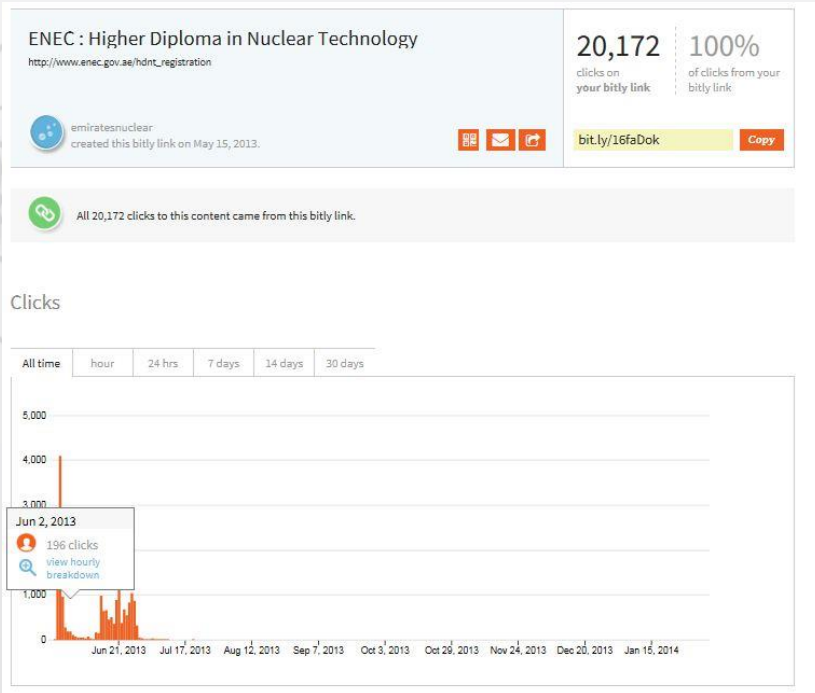 ENEC : Higher Diploma in Nuclear Technology
http://www.enec.gov.ae/hdnt_registration
emiratesnuclear
created this bitly link on May 15, 2013.
20,172
clicks on
your bitly link
100%
of clicks from your
bitly link
bit.ly/16faDok
Copy
All 20,172 clicks to this content came from this bitly link.
Clicks
All time hour 24 hrs 7 days 14 days 30 days
5,000
4,000
3,000
Jun 2, 2013
196 clicks
view hourly
breakdown
1,000
0
Jun 21, 2013 Jul 17, 2013 Aug 12, 2013 Sep 7, 2013 Oct 3, 2013 Oct 29, 2013 Nov 24, 2013 Dec 20, 2013 Jan 15, 2014